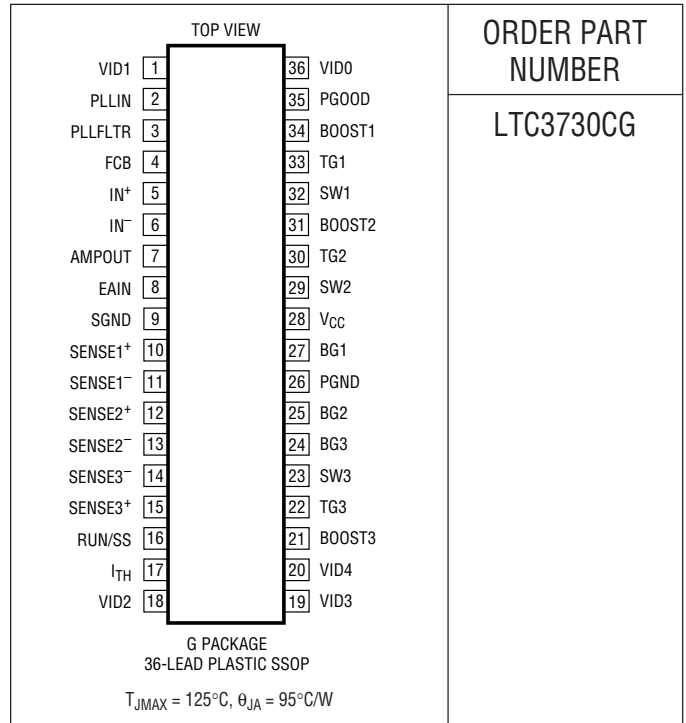 TOP VIEW
VID1 1
PLLIN 2
PLLFLTR 3
FCB 4
IN+ 5
IN− 6
AMPOUT 7
EAIN 8
SGND 9
SENSE1+ 10
SENSE1− 11
SENSE2+ 12
SENSE2− 13
SENSE3− 14
SENSE3+ 15
RUN/SS 16
ITH 17
VID2 18
36 VID0
35 PGOOD
34 BOOST1
33 TG1
32 SW1
31 BOOST2
30 TG2
29 SW2
28 VCC
27 BG1
26 PGND
25 BG2
24 BG3
23 SW3
22 TG3
21 BOOST3
20 VID4
19 VID3
G PACKAGE
36-LEAD PLASTIC SSOP
TJMAX = 125°C, θJA = 95°C/W
ORDER PART
NUMBER
LTC3730CG